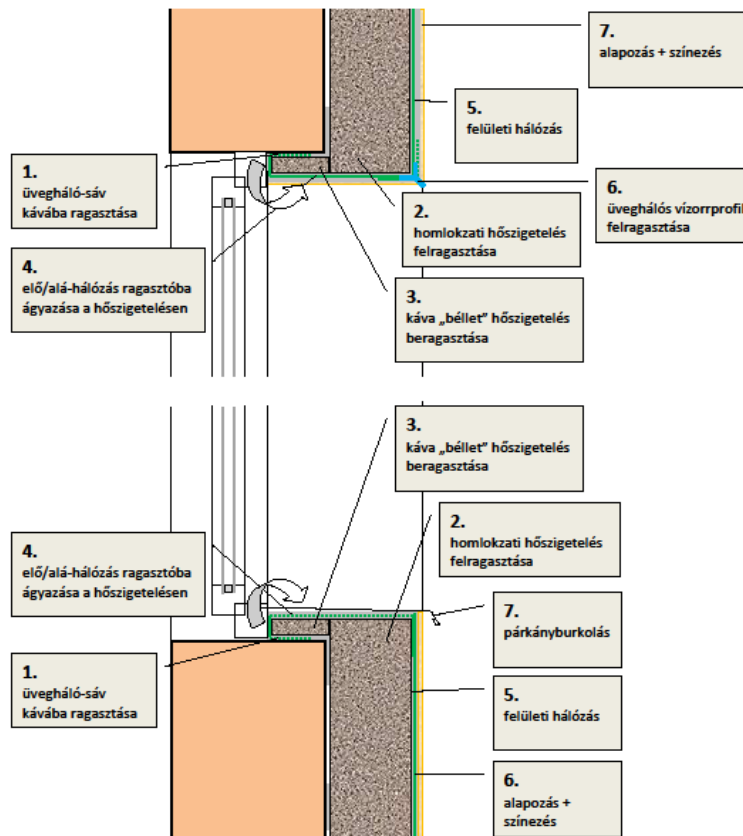 7.
alapozás + színezés
5.
felületi hálózás
1.
üvegháló-sáv
kávába ragasztása
6.
üveghálós vízorrprofil
felragasztása
2.
homlokzati hőszigetelés
felragasztása
4.
elő/alá-hálózás ragasztóba
ágyazása a hőszigetelésen
3.
káva „béllet" hőszigetelés
beragasztása
3.
káva „béllet" hőszigetelés
beragasztása
2.
homlokzati hőszigetelés
felragasztása
4.
elő/alá-hálózás ragasztóba
ágyazása a hőszigetelésen
7.
párkányburkolás
1.
üvegháló-sáv
kávába ragasztása
5.
felületi hálózás
6.
alapozás +
színezés